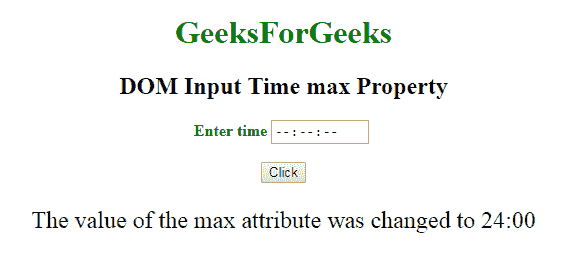 GeeksForGeeks
DOM Input Time max Property
Enter time --:--:--
Click
The value of the max attribute was changed to 24:00